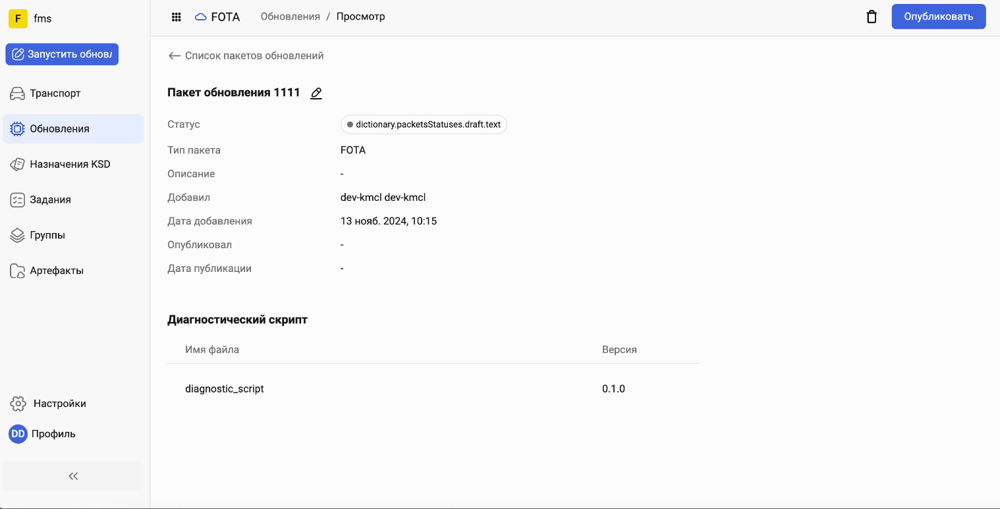 F fms
FOTA Обновления / Просмотр
Опубликовать
Запустить обновл
Транспорт
Обновления
Назначения KSD
Задания
Группы
Артефакты
Настройки
DD Профиль
Список пакетов обновлений
Пакет обновления 1111
Статус dictionary.packetsStatuses.draft.text
Тип пакета FOTA
Описание -
Добавил dev-kmcl dev-kmcl
Дата добавления 13 нояб. 2024, 10:15
Опубликовал -
Дата публикации -
Диагностический скрипт
Имя файла Версия
diagnostic_script 0.1.0